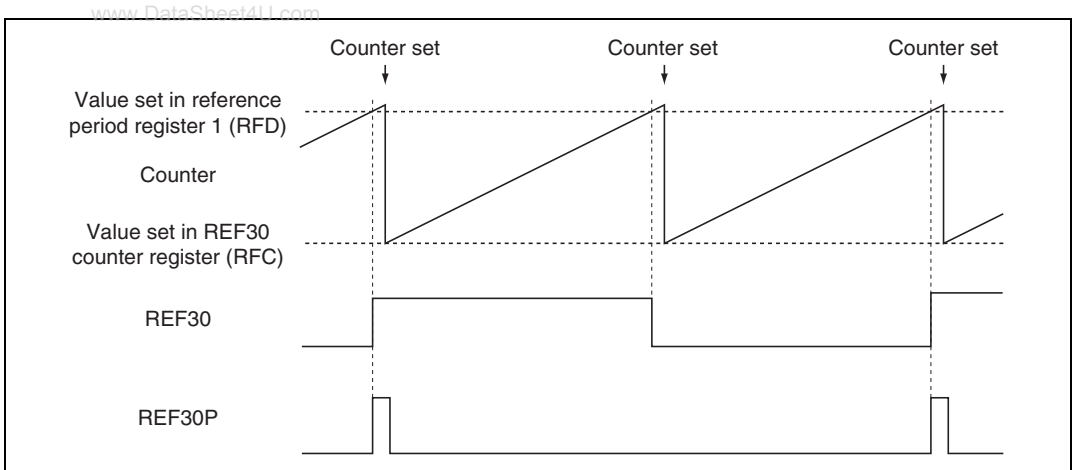 www.DataSheet4U.com
Counter set
Counter set
Counter set
Value set in reference
period register 1 (RFD)
Counter
Value set in REF30
counter register (RFC)
REF30
REF30P